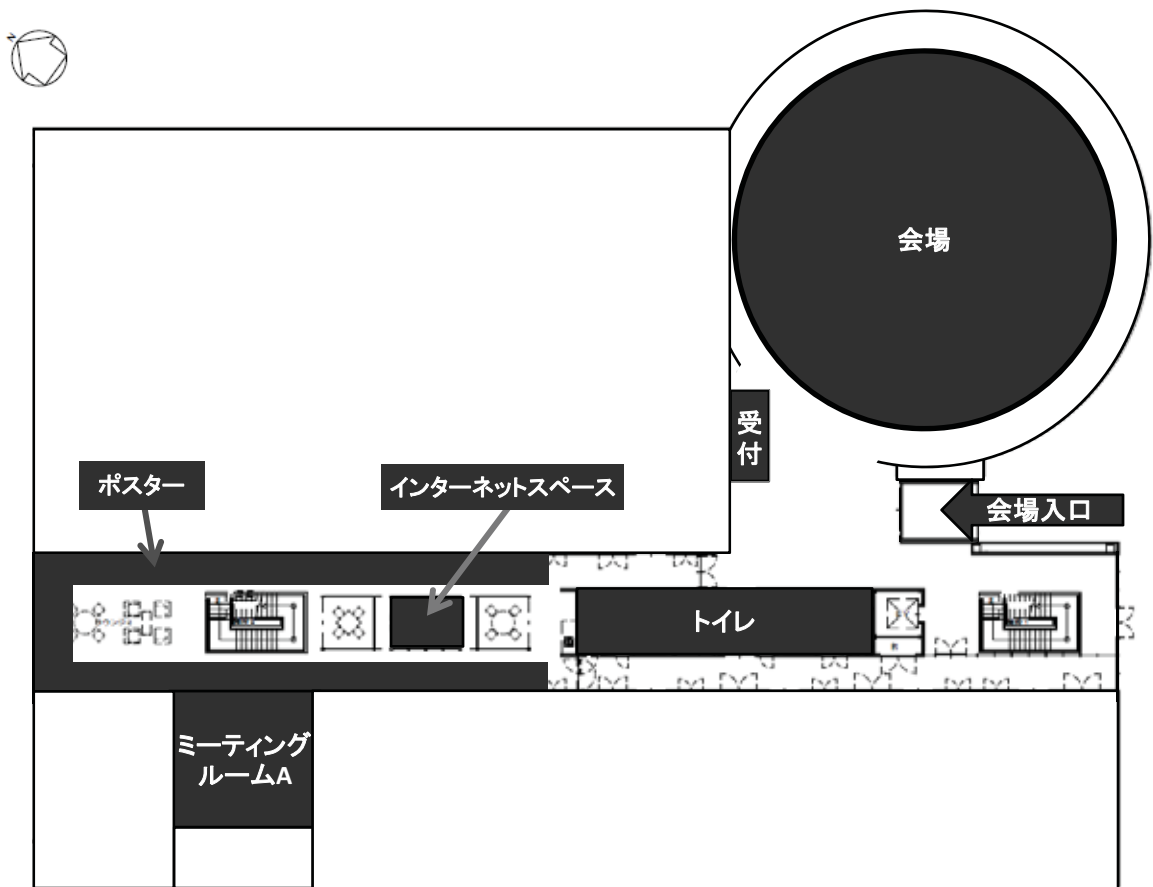 N
会場
受
付
ポスター
インターネットスペース
会場入口
トイレ
ミーティング
ルームA